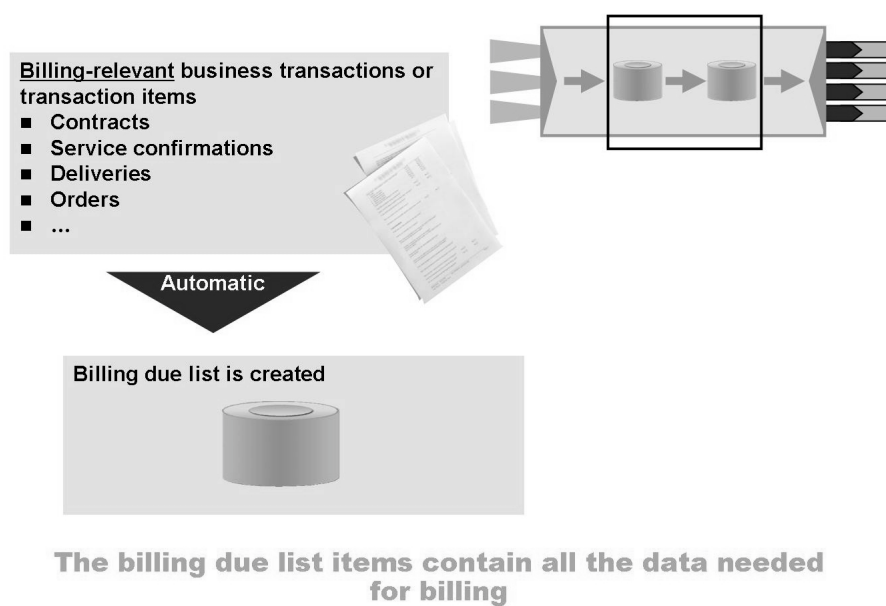 Billing-relevant business transactions or
transaction items
■ Contracts
■ Service confirmations
■ Deliveries
■ Orders
■ ...
Automatic
Billing due list is created
The billing due list items contain all the data needed
for billing